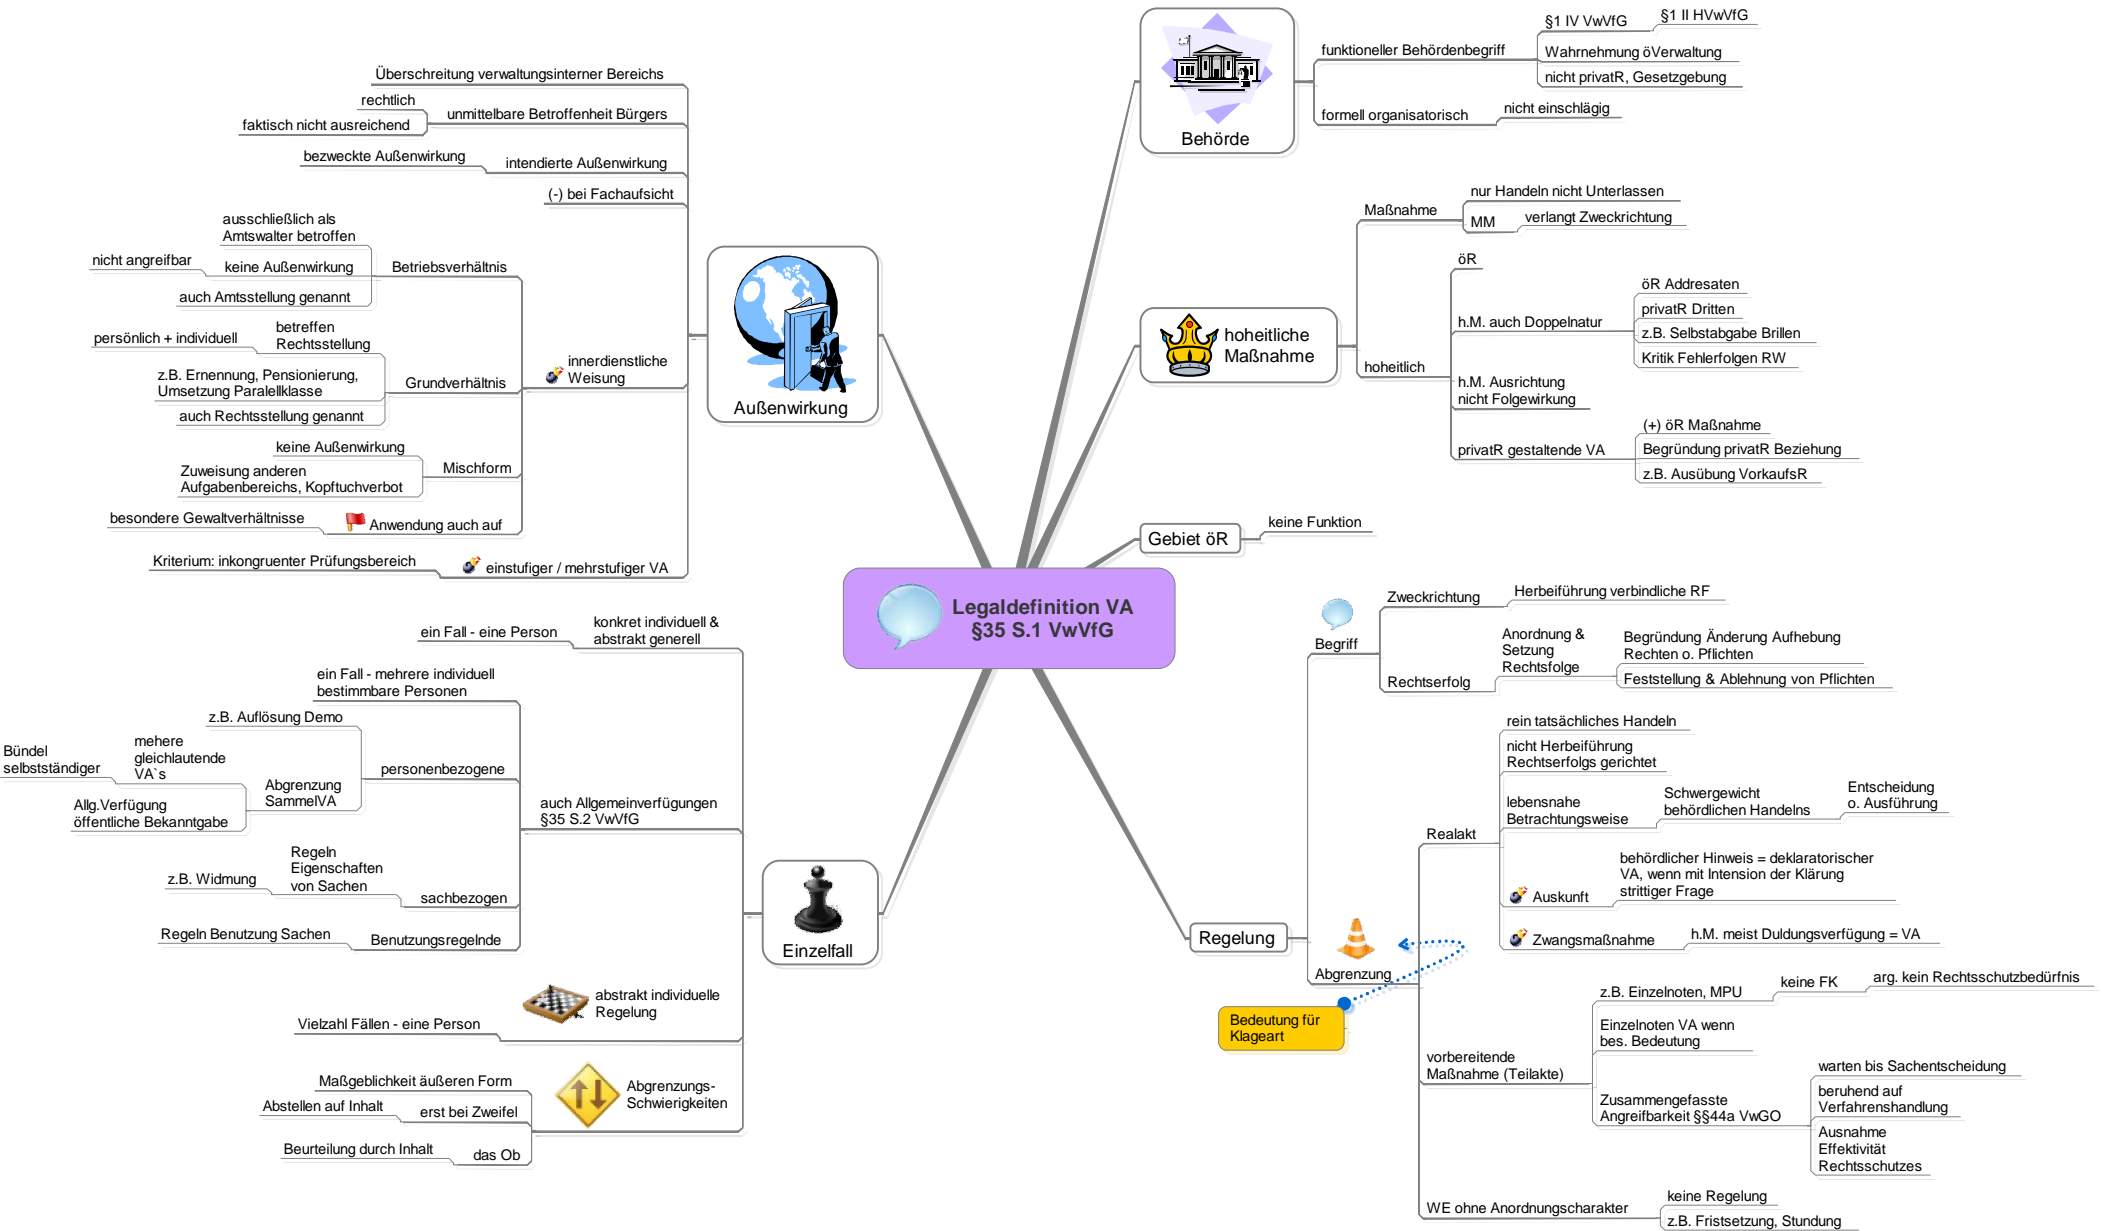 Legaldefinition VA
§35 S.1 VwVfG
Behörde
funktioneller Behördenbegriff
§1 IV VwVfG
§1 II HVwVfG
Wahrnehmung öVerwaltung
nicht privatR, Gesetzgebung
formell organisatorisch
nicht einschlägig
hoheitliche
Maßnahme
Maßnahme
nur Handeln nicht Unterlassen
MM
verlangt Zweckrichtung
hoheitlich
öR
h.M. auch Doppelnatur
öR Addresaten
privatR Dritten
z.B. Selbstabgabe Brillen
Kritik Fehlerfolgen RW
h.M. Ausrichtung
nicht Folgewirkung
privatR gestaltende VA
(+) öR Maßnahme
Begründung privatR Beziehung
z.B. Ausübung VorkaufsR
Gebiet öR
keine Funktion
Regelung
Begriff
Zweckrichtung
Herbeiführung verbindliche RF
Rechtserfolg
Anordnung &
Setzung
Rechtsfolge
Begründung Änderung Aufhebung
Rechten o. Pflichten
Feststellung & Ablehnung von Pflichten
Abgrenzung
Bedeutung für
Klageart
Realakt
rein tatsächliches Handeln
nicht Herbeiführung
Rechtserfolgs gerichtet
lebensnahe
Betrachtungsweise
Schwergewicht
behördlichen Handelns
Entscheidung
o. Ausführung
Auskunft
behördlicher Hinweis = deklaratorischer
VA, wenn mit Intension der Klärung
strittiger Frage
Zwangsmaßnahme
h.M. meist Duldungsverfügung = VA
vorbereitende
Maßnahme (Teilakte)
z.B. Einzelnoten, MPU
keine FK
arg. kein Rechtsschutzbedürfnis
Einzelnoten VA wenn
bes. Bedeutung
Zusammengefasste
Angreifbarkeit §§44a VwGO
warten bis Sachentscheidung
beruhend auf
Verfahrenshandlung
Ausnahme
Effektivität
Rechtsschutzes
WE ohne Anordnungscharakter
keine Regelung
z.B. Fristsetzung, Stundung
Außenwirkung
Überschreitung verwaltungsinterner Bereichs
unmittelbare Betroffenheit Bürgers
rechtlich
faktisch nicht ausreichend
intendierte Außenwirkung
bezweckte Außenwirkung
(-) bei Fachaufsicht
innerdienstliche
Weisung
Betriebsverhältnis
ausschließlich als
Amtswalter betroffen
keine Außenwirkung
nicht angreifbar
auch Amtsstellung genannt
Grundverhältnis
betreffen
Rechtsstellung
persönlich + individuell
z.B. Ernennung, Pensionierung,
Umsetzung Paralellklasse
auch Rechtsstellung genannt
Mischform
keine Außenwirkung
Zuweisung anderen
Aufgabenbereichs, Kopftuchverbot
Anwendung auch auf
besondere Gewaltverhältnisse
einstufiger / mehrstufiger VA
Kriterium: inkongruenter Prüfungsbereich
Einzelfall
konkret individuell &
abstrakt generell
ein Fall - eine Person
auch Allgemeinverfügungen
§35 S.2 VwVfG
ein Fall - mehrere individuell
bestimmbare Personen
personenbezogene
z.B. Auflösung Demo
Abgrenzung
SammelVA
mehere
gleichlautende
VA`s
Bündel
selbstständiger
Allg.Verfügung
öffentliche Bekanntgabe
sachbezogen
Regeln
Eigenschaften
von Sachen
z.B. Widmung
Benutzungsregelnde
Regeln Benutzung Sachen
abstrakt individuelle
Regelung
Vielzahl Fällen - eine Person
Abgrenzungs-
Schwierigkeiten
Maßgeblichkeit äußeren Form
erst bei Zweifel
Abstellen auf Inhalt
das Ob
Beurteilung durch Inhalt